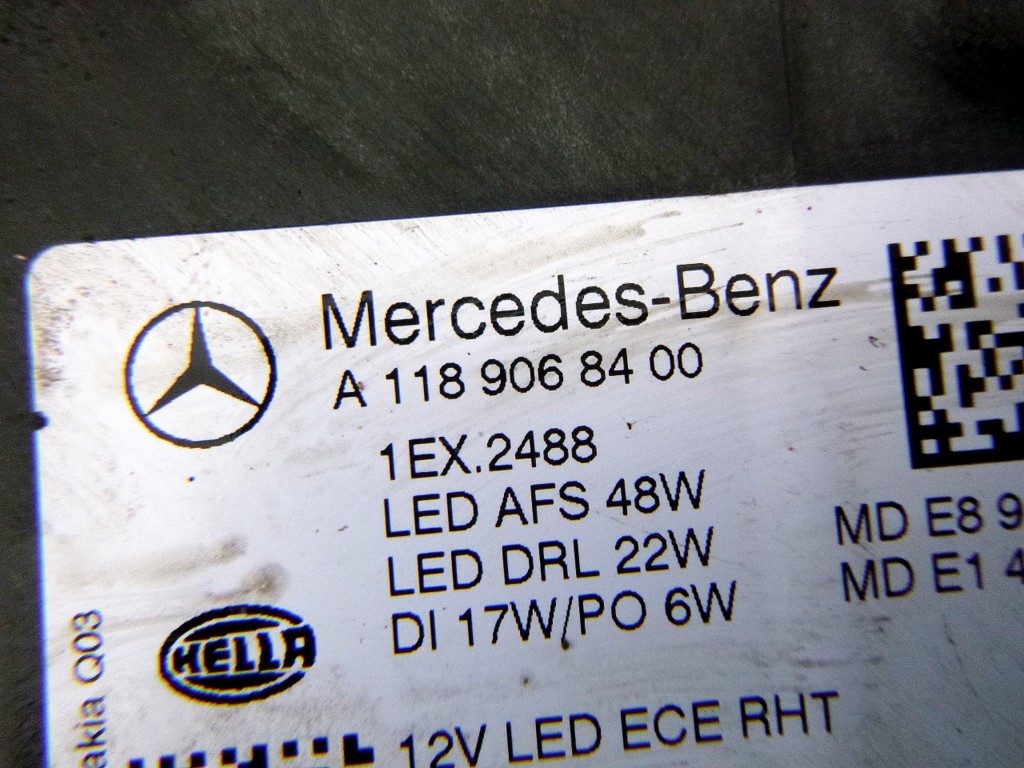 Mercedes-Benz
A 118 906 84 00
1EX.2488
LED AFS 48W
LED DRL 22W
DI 17W/PO 6W
MD E8 9
MD E1 4
HELLA
akia Q03
12V LED ECE RHT